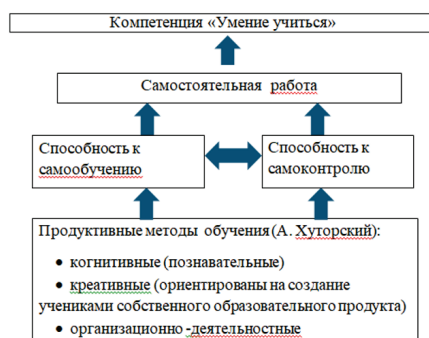 Компетенция «Умение учиться»
Самостоятельная работа
Способность к
самообучению
Способность к
самоконтролю
Продуктивные методы обучения (А. Хуторский):
• когнитивные (познавательные)
• креативные (ориентированы на создание
учениками собственного образовательного продукта)
• организационно -деятельностные